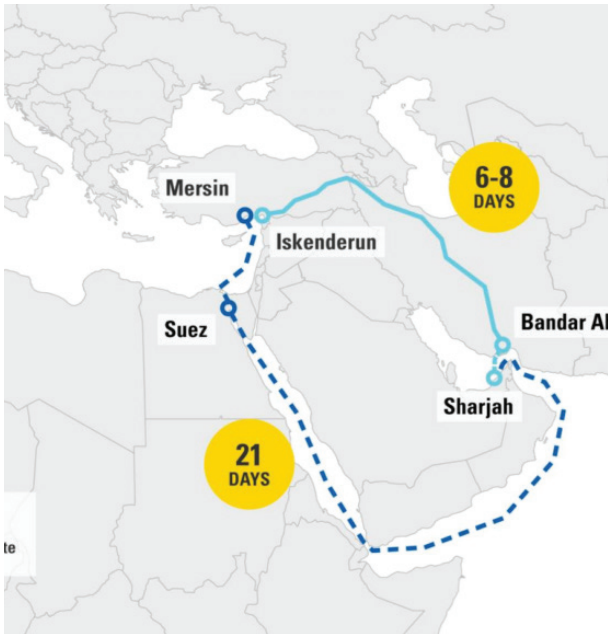 6-8
DAYS
Mersin
Iskenderun
Suez
Bandar Al
Sharjah
21
DAYS
te